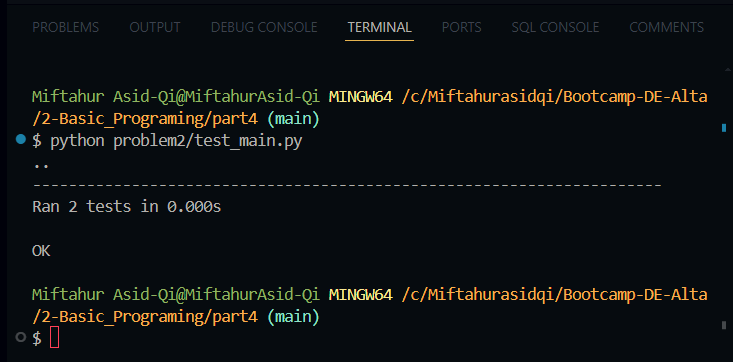 PROBLEMS OUTPUT DEBUG CONSOLE TERMINAL PORTS SQL CONSOLE COMMENTS
Miftahur Asid-Qi@MiftahurAsid-Qi MINGW64 /c/Miftahurasidqi/Bootcamp-DE-Alta
/2-Basic_Programing/part4 (main)
$ python problem2/test_main.py
..
----------------------------------------------------------------------
Ran 2 tests in 0.000s
OK
Miftahur Asid-Qi@MiftahurAsid-Qi MINGW64 /c/Miftahurasidqi/Bootcamp-DE-Alta
/2-Basic_Programing/part4 (main)
$